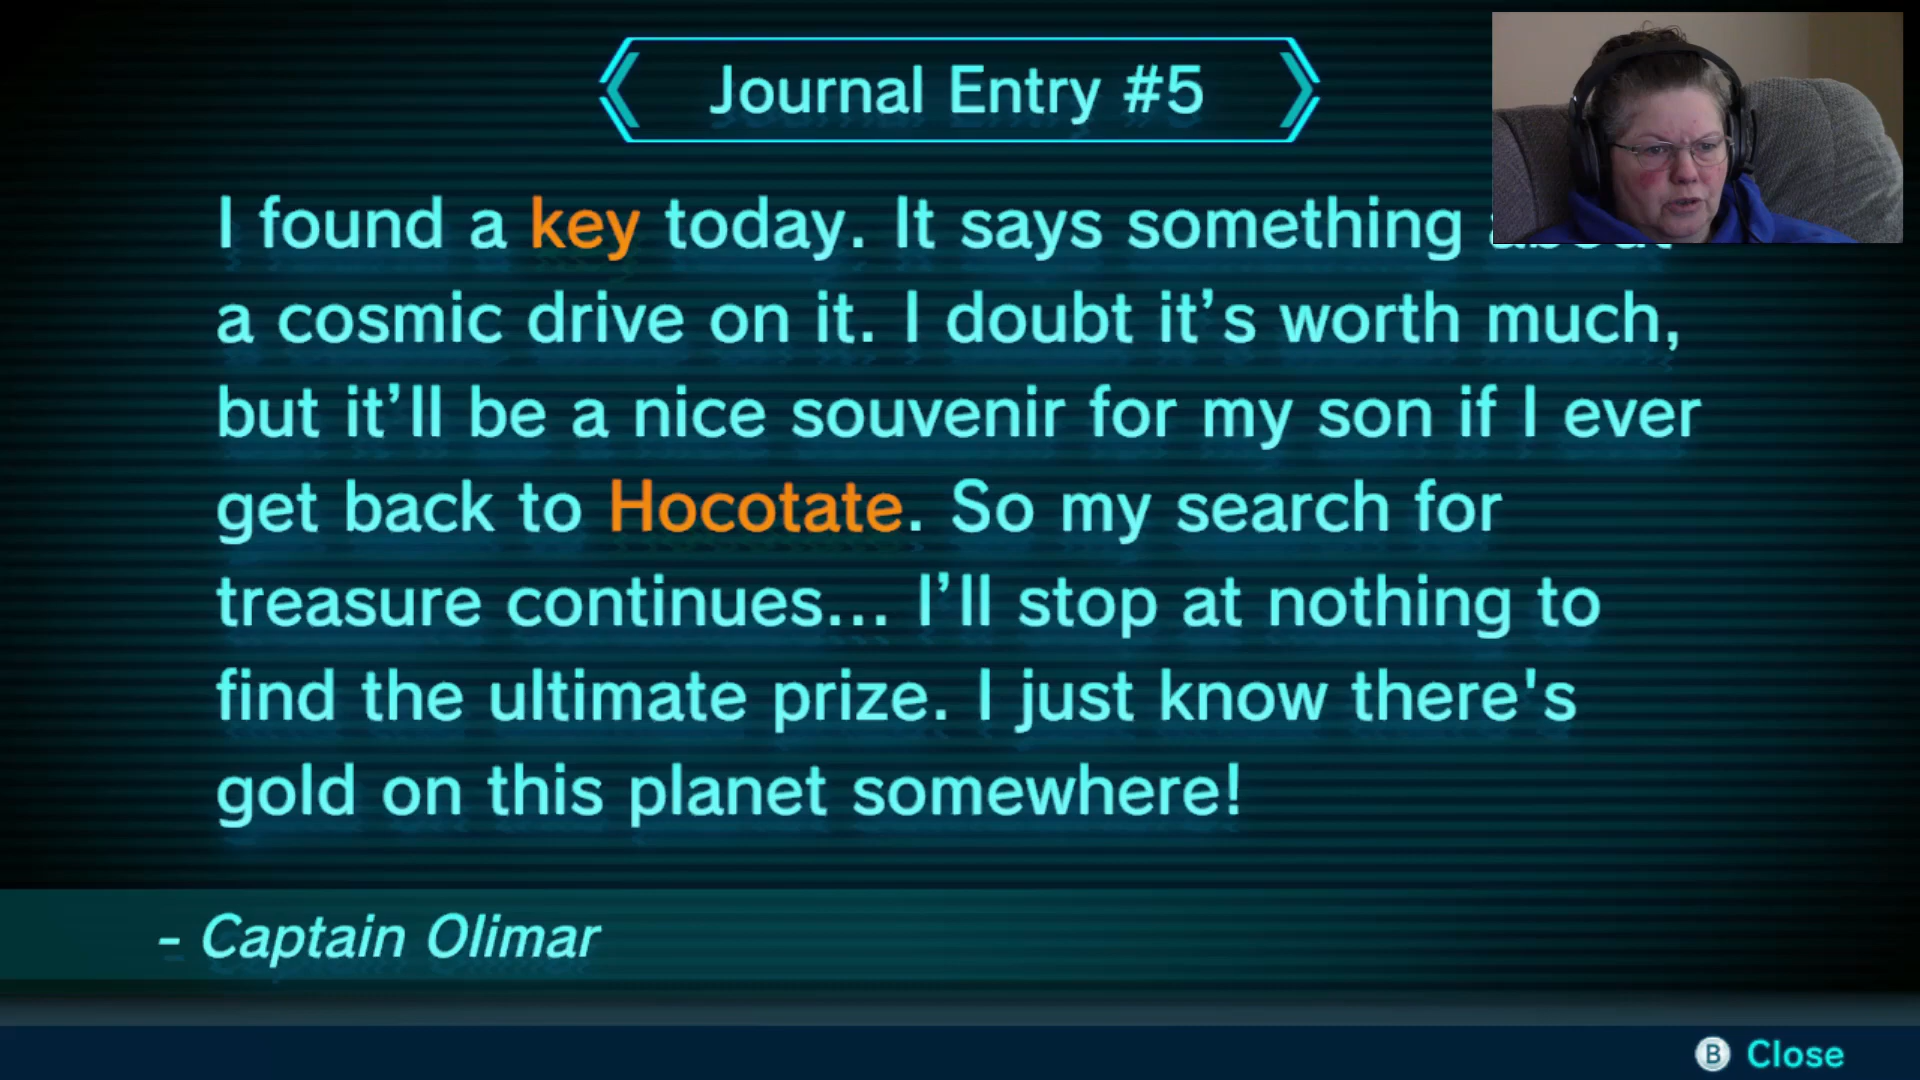 Journal Entry #5
I found a key today. It says something
a cosmic drive on it. I doubt it's worth much,
but it'll be a nice souvenir for my son if I ever
get back to Hocotate. So my search for
treasure continues... I'll stop at nothing to
find the ultimate prize. I just know there's
gold on this planet somewhere!
- Captain Olimar
B Close